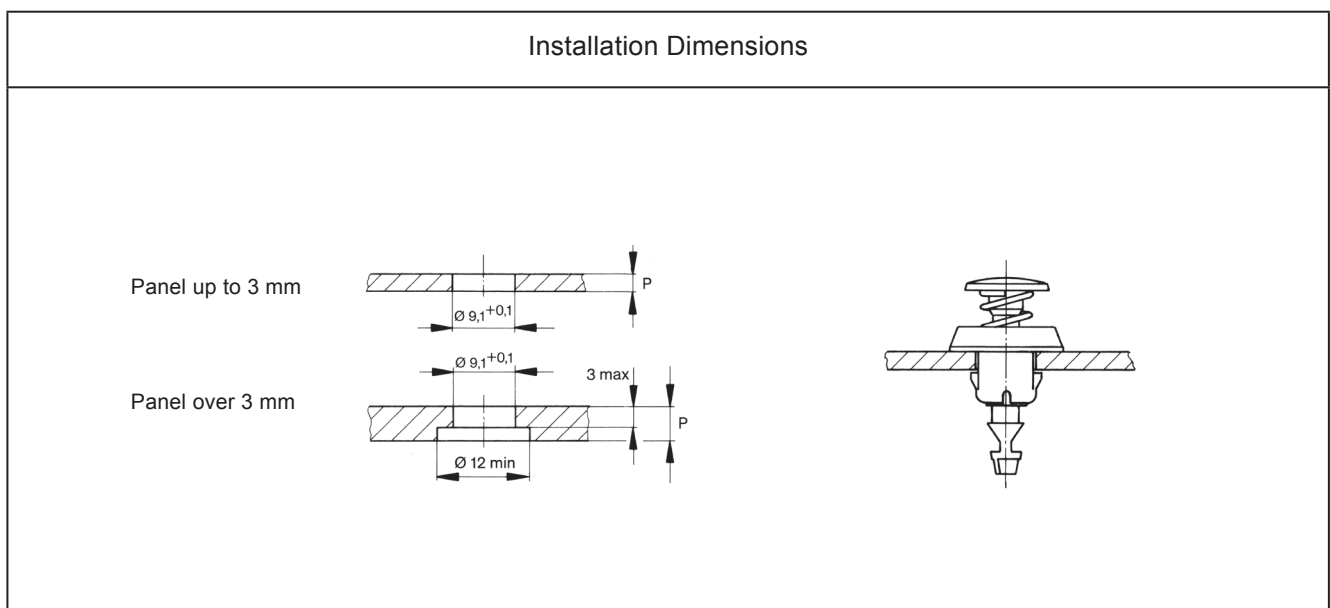 Installation Dimensions
Panel up to 3 mm
P
Ø 9,1+0,1
Ø 9,1+0,1
3 max
Panel over 3 mm
P
Ø 12 min